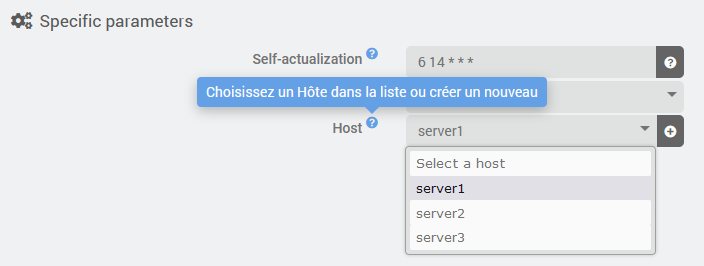 Specific parameters
Self-actualization ? 6 14 * * * ?
Choisissez un Hôte dans la liste ou créer un nouveau
Host ? server1
Select a host
server1
server2
server3